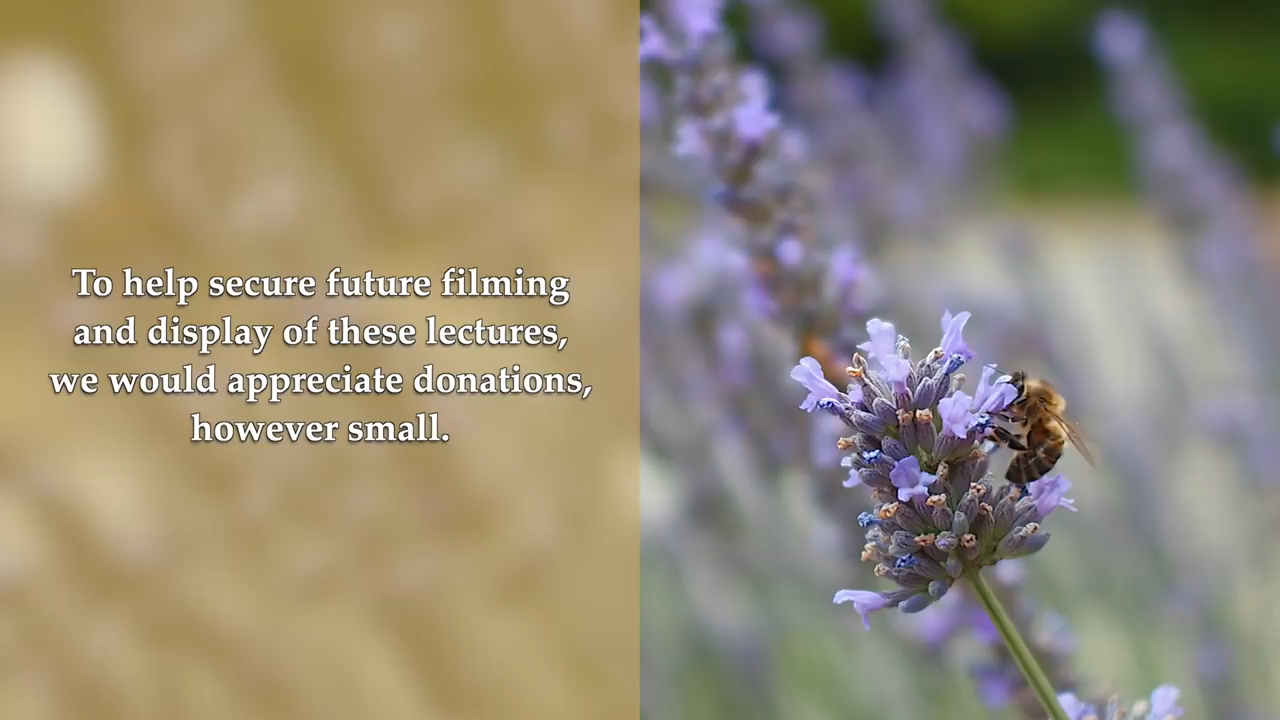 To help secure future filming
and display of these lectures,
we would appreciate donations,
however small.